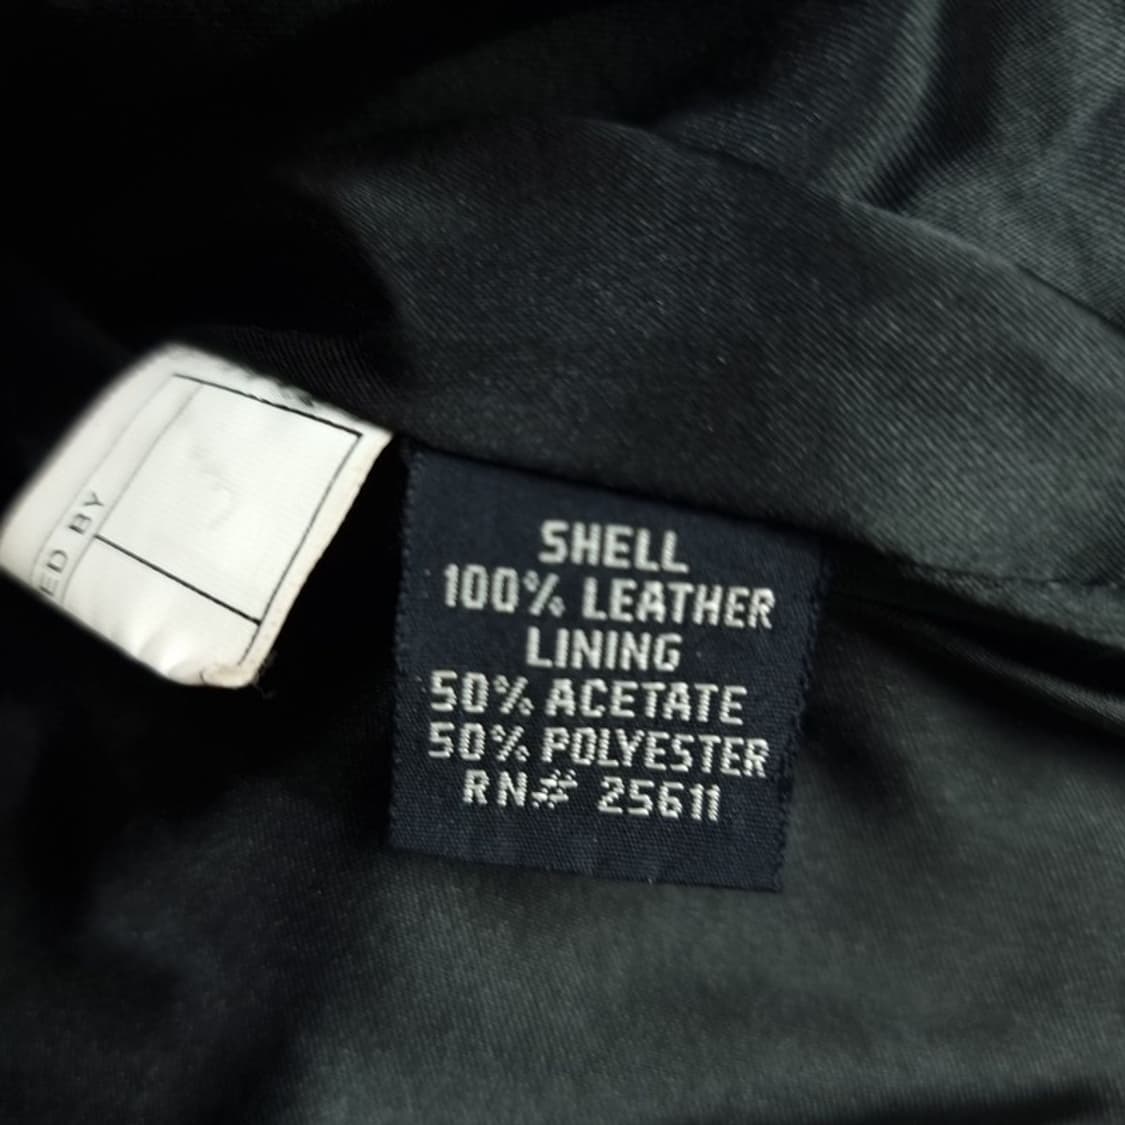 ED BY
SHELL
100% LEATHER
LINING
50% ACETATE
50% POLYESTER
RN# 25611